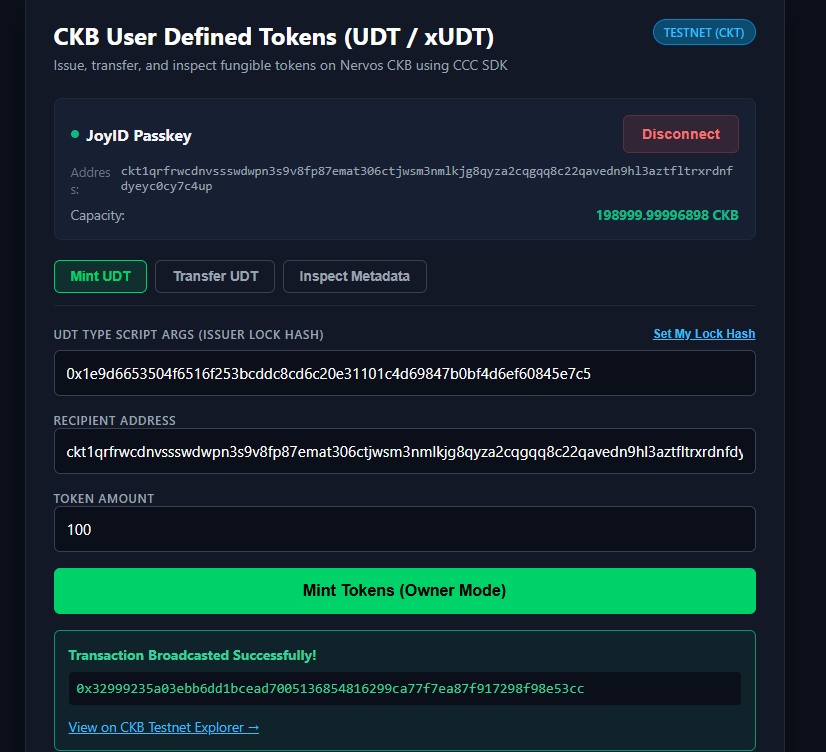 CKB User Defined Tokens (UDT / xUDT)
TESTNET (CKT)
Issue, transfer, and inspect fungible tokens on Nervos CKB using CCC SDK
JoyID Passkey
Disconnect
Address:
ckt1qrfrwcdnvssswdwpn3s9v8fp87emat306ctjwsm3nmlkjg8qyza2cqgqq8c22qavedn9hl3aztfltrxrdnf
dyeyc0cy7c4up
Capacity:
198999.99996898 CKB
Mint UDT
Transfer UDT
Inspect Metadata
UDT TYPE SCRIPT ARGS (ISSUER LOCK HASH)
Set My Lock Hash
0x1e9d6653504f6516f253bcddc8cd6c20e31101c4d69847b0bf4d6ef60845e7c5
RECIPIENT ADDRESS
ckt1qrfrwcdnvssswdwpn3s9v8fp87emat306ctjwsm3nmlkjg8qyza2cqgqq8c22qavedn9hl3aztfltrxrdnfdy
TOKEN AMOUNT
100
Mint Tokens (Owner Mode)
Transaction Broadcasted Successfully!
0x32999235a03ebb6dd1bcead7005136854816299ca77f7ea87f917298f98e53cc
View on CKB Testnet Explorer →